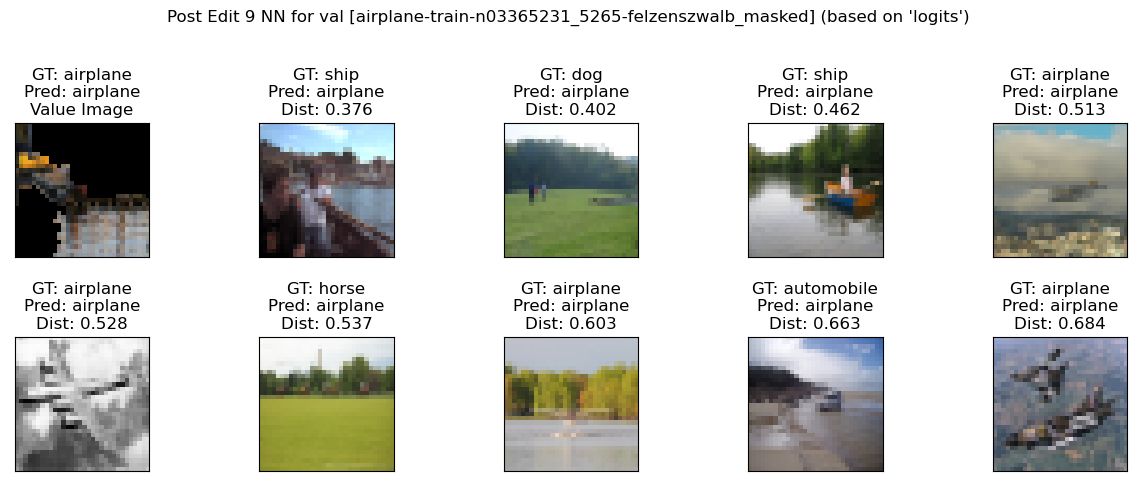 Post Edit 9 NN for val [airplane-train-n03365231_5265-felzenszwalb_masked] (based on 'logits')
GT: airplane
Pred: airplane
Value Image
GT: ship
Pred: airplane
Dist: 0.376
GT: dog
Pred: airplane
Dist: 0.402
GT: ship
Pred: airplane
Dist: 0.462
GT: airplane
Pred: airplane
Dist: 0.513
GT: airplane
Pred: airplane
Dist: 0.528
GT: horse
Pred: airplane
Dist: 0.537
GT: airplane
Pred: airplane
Dist: 0.603
GT: automobile
Pred: airplane
Dist: 0.663
GT: airplane
Pred: airplane
Dist: 0.684